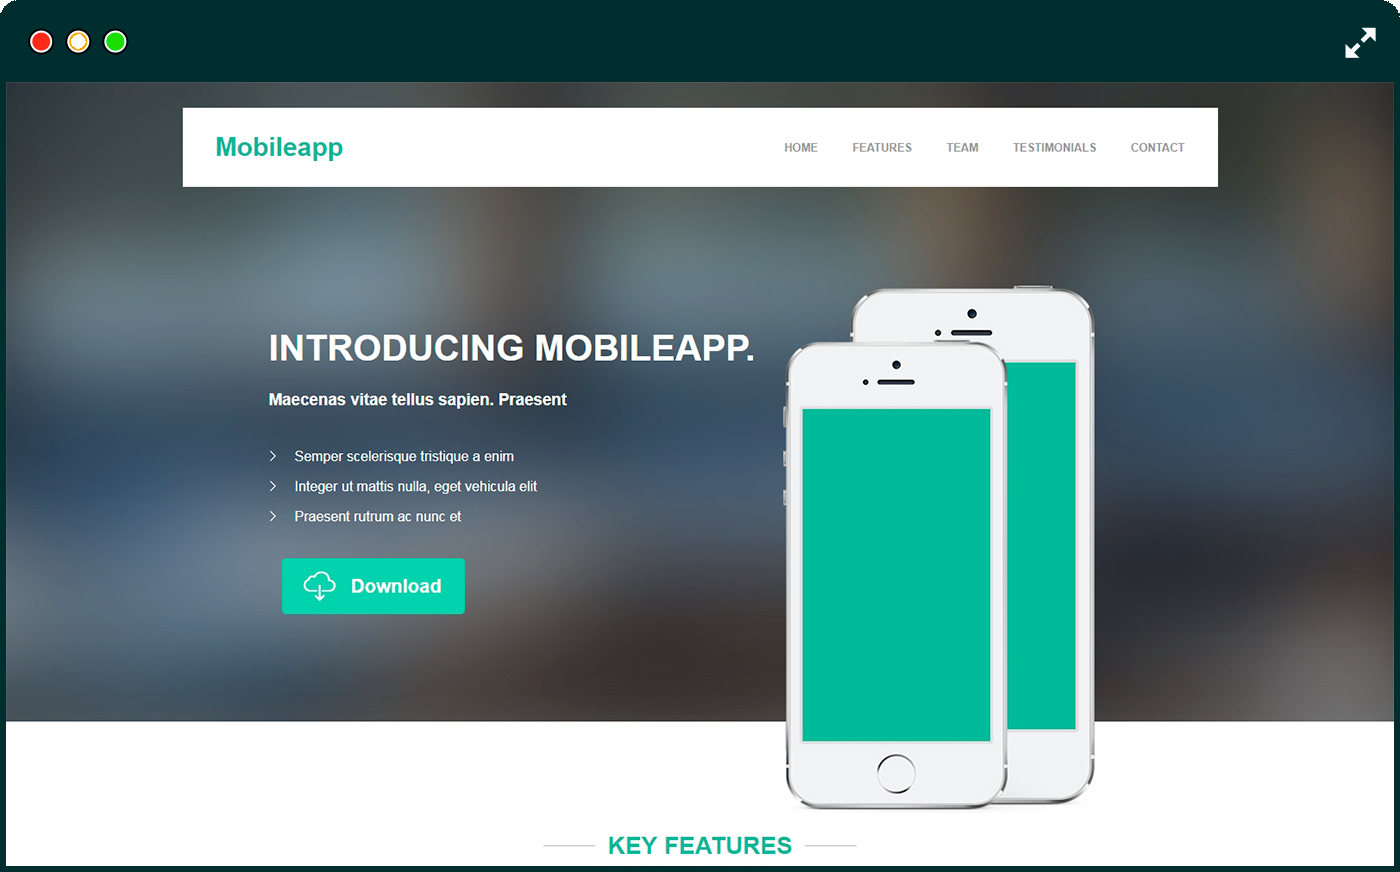 Mobileapp
HOME FEATURES TEAM TESTIMONIALS CONTACT
INTRODUCING MOBILEAPP.
Maecenas vitae tellus sapien. Praesent
Semper scelerisque tristique a enim
Integer ut mattis nulla, eget vehicula elit
Praesent rutrum ac nunc et
Download
KEY FEATURES